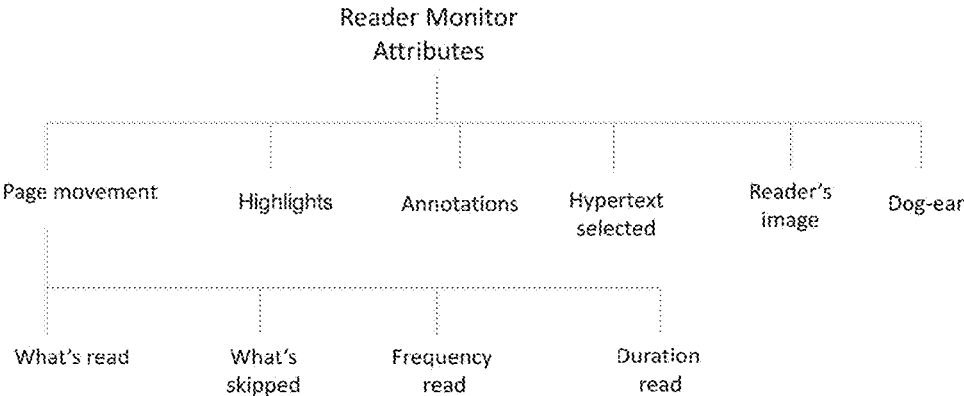 Reader Monitor
Attributes
Page movement
Highlights
Annotations
Hypertext
selected
Reader's
image
Dog-ear
What's read
What's
skipped
Frequency
read
Duration
read